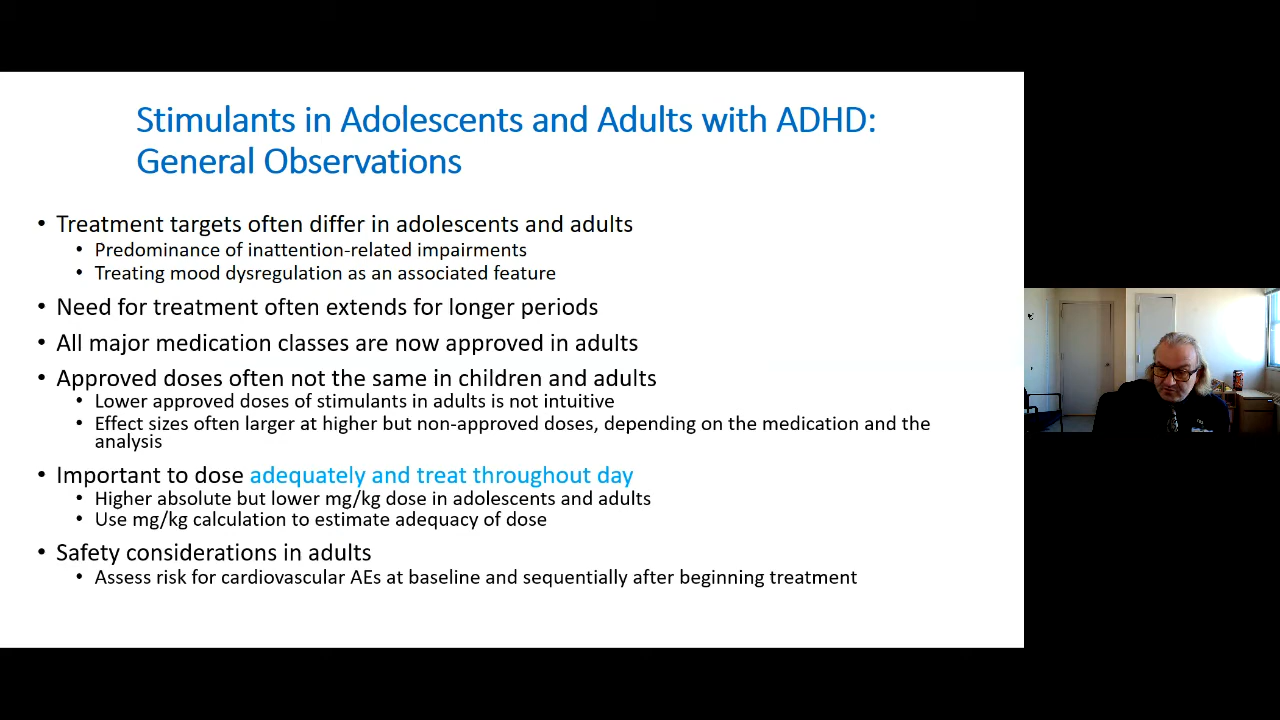 Stimulants in Adolescents and Adults with ADHD:
General Observations
• Treatment targets often differ in adolescents and adults
• Predominance of inattention-related impairments
• Treating mood dysregulation as an associated feature
• Need for treatment often extends for longer periods
• All major medication classes are now approved in adults
• Approved doses often not the same in children and adults
• Lower approved doses of stimulants in adults is not intuitive
• Effect sizes often larger at higher but non-approved doses, depending on the medication and the
analysis
• Important to dose adequately and treat throughout day
• Higher absolute but lower mg/kg dose in adolescents and adults
• Use mg/kg calculation to estimate adequacy of dose
• Safety considerations in adults
• Assess risk for cardiovascular AEs at baseline and sequentially after beginning treatment